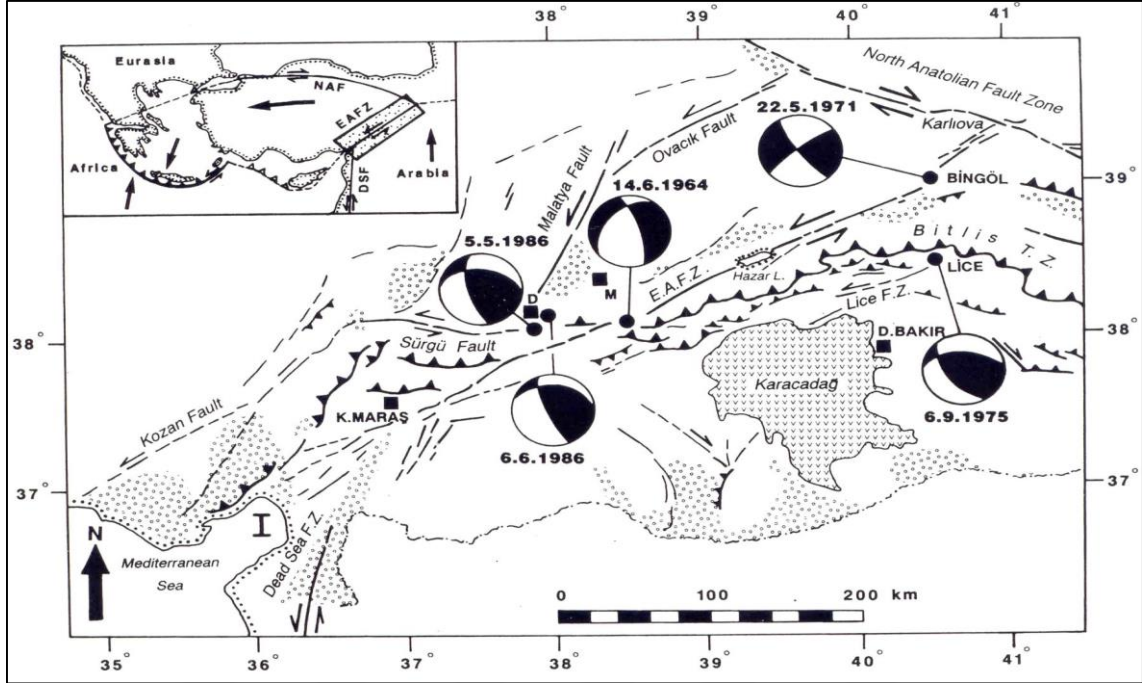 38°
39°
40°
41°
Eurasia
NAF
EAFZ
Africa
Arabia
DSF
North Anatolian Fault Zone
22.5.1971
Karlıova
Ovacık Fault
BİNGÖL
39°
Malatya Fault
14.6.1964
5.5.1986
Bitlis T.Z.
Hazar L.
LİCE
E.A.F.Z.
M
D
Lice F.Z.
38°
38°
Sürgü Fault
D.BAKIR
Karacadağ
K.MARAŞ
Kozan Fault
6.9.1975
6.6.1986
37°
37°
I
N
Mediterranean
Sea
Dead Sea F.Z.
0 100 200 km
35°
36°
37°
38°
39°
40°
41°